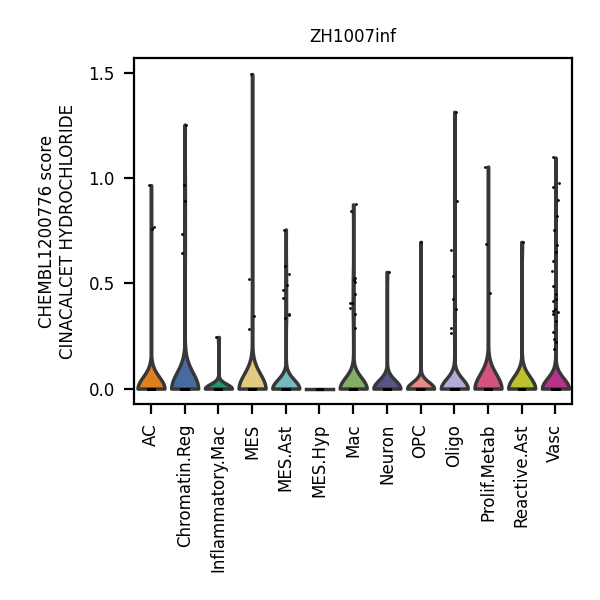 ZH1007inf
CHEMBL1200776 score
CINACALCET HYDROCHLORIDE
1.5
1.0
0.5
0.0
AC
Chromatin.Reg
Inflammatory.Mac
MES
MES.Ast
MES.Hyp
Mac
Neuron
OPC
Oligo
Prolif.Metab
Reactive.Ast
Vasc